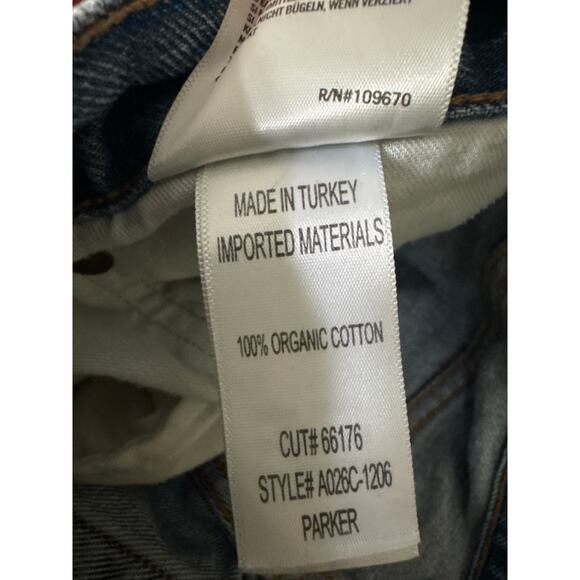 NICHT BÜGELN, WENN VERZIERT
R/N#109670
MADE IN TURKEY
IMPORTED MATERIALS
100% ORGANIC COTTON
CUT# 66176
STYLE# A026C-1206
PARKER